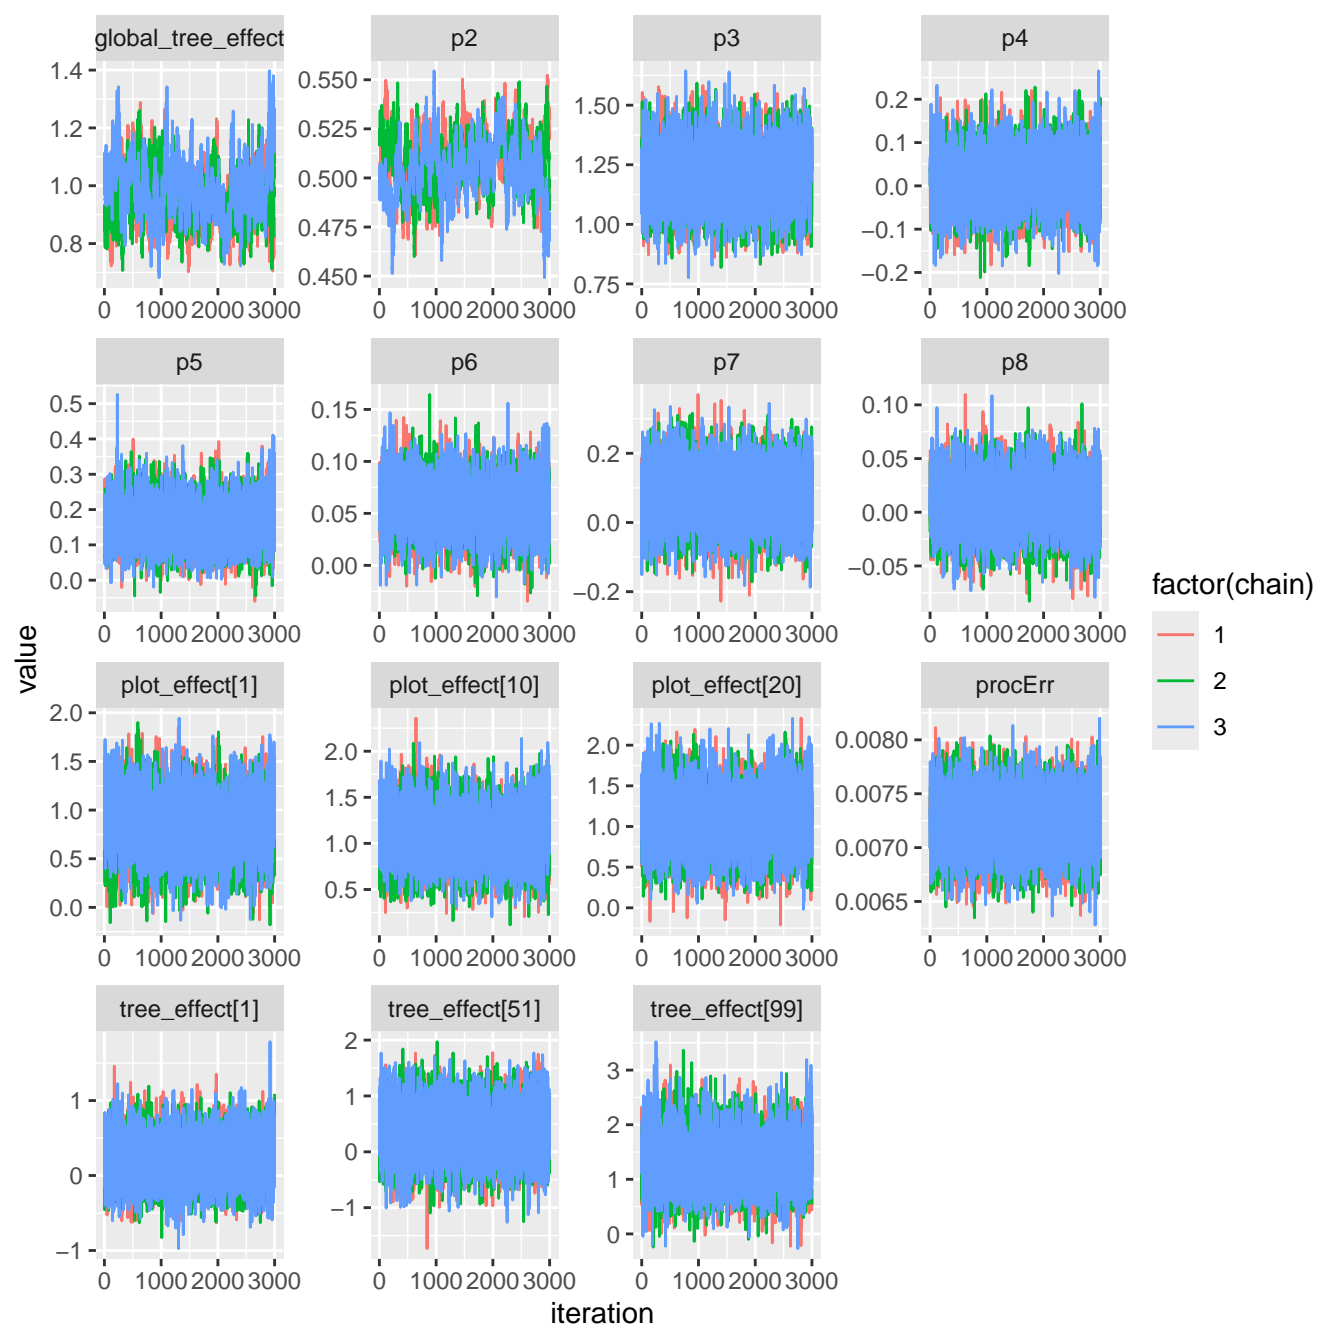 global_tree_effect
p2
p3
p4
1.4
1.2
1.0
0.8
0.550
0.525
0.500
0.475
0.450
1.50
1.25
1.00
0.75
0.2
0.1
0.0
−0.1
−0.2
0 1000 2000 3000
0 1000 2000 3000
0 1000 2000 3000
0 1000 2000 3000
p5
p6
p7
p8
0.5
0.4
0.3
0.2
0.1
0.0
0.15
0.10
0.05
0.00
0.2
0.0
−0.2
0.10
0.05
0.00
−0.05
0 1000 2000 3000
0 1000 2000 3000
0 1000 2000 3000
0 1000 2000 3000
value
plot_effect[1]
plot_effect[10]
plot_effect[20]
procErr
2.0
1.5
1.0
0.5
0.0
2.0
1.5
1.0
0.5
2.0
1.5
1.0
0.5
0.0
0.0080
0.0075
0.0070
0.0065
0 1000 2000 3000
0 1000 2000 3000
0 1000 2000 3000
0 1000 2000 3000
tree_effect[1]
tree_effect[51]
tree_effect[99]
1
0
−1
2
1
0
−1
3
2
1
0
0 1000 2000 3000
0 1000 2000 3000
0 1000 2000 3000
iteration
factor(chain)
1
2
3